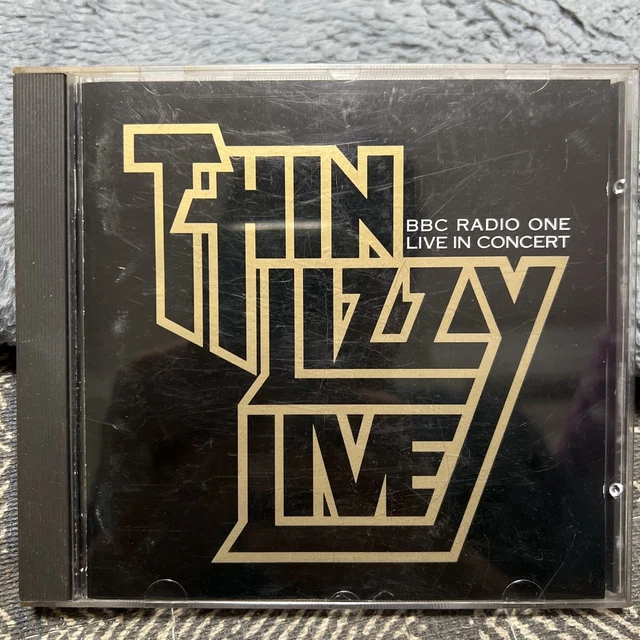 THIN
LIZZY
LIVE
BBC RADIO ONE
LIVE IN CONCERT